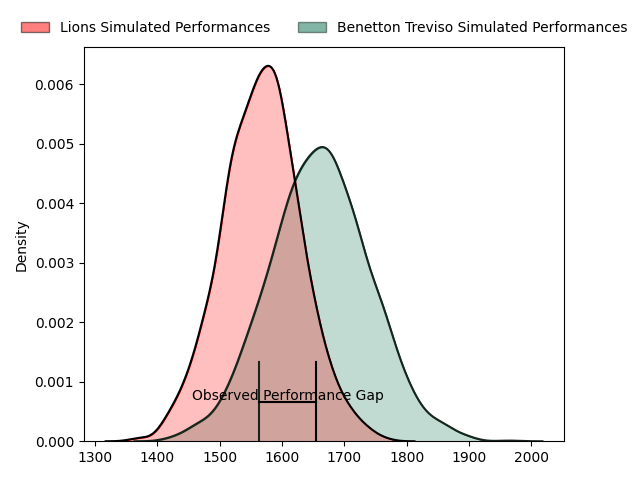 Lions Simulated Performances
Benetton Treviso Simulated Performances
0.006
0.005
0.004
0.003
0.002
0.001
0.000
Density
Observed Performance Gap
1300 1400 1500 1600 1700 1800 1900 2000